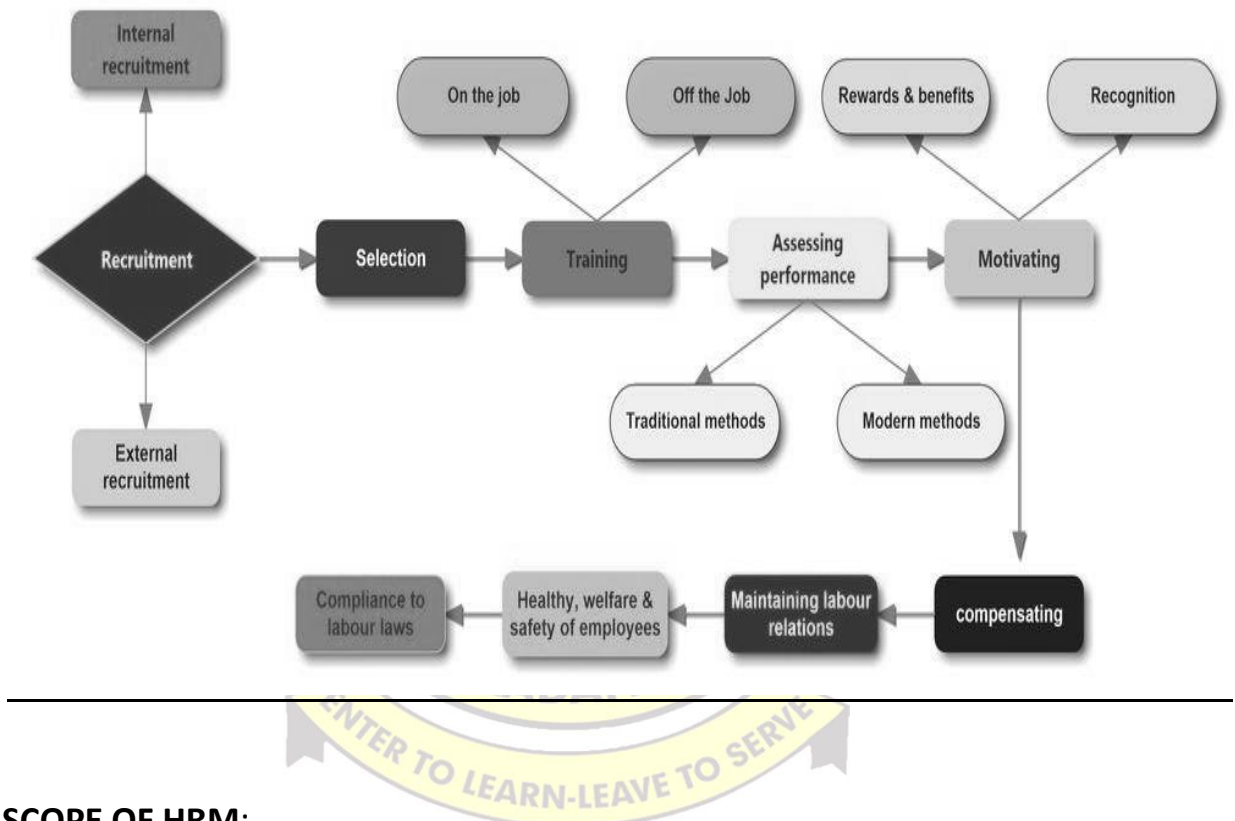 Internal
recruitment
On the job
Off the Job
Rewards & benefits
Recognition
Recruitment
Selection
Training
Assessing
performance
Motivating
Traditional methods
Modern methods
External
recruitment
Compliance to
labour laws
Healthy, welfare &
safety of employees
Maintaining labour
relations
compensating
ENTER TO LEARN-LEAVE TO SERVE
SCOPE OF HRM: